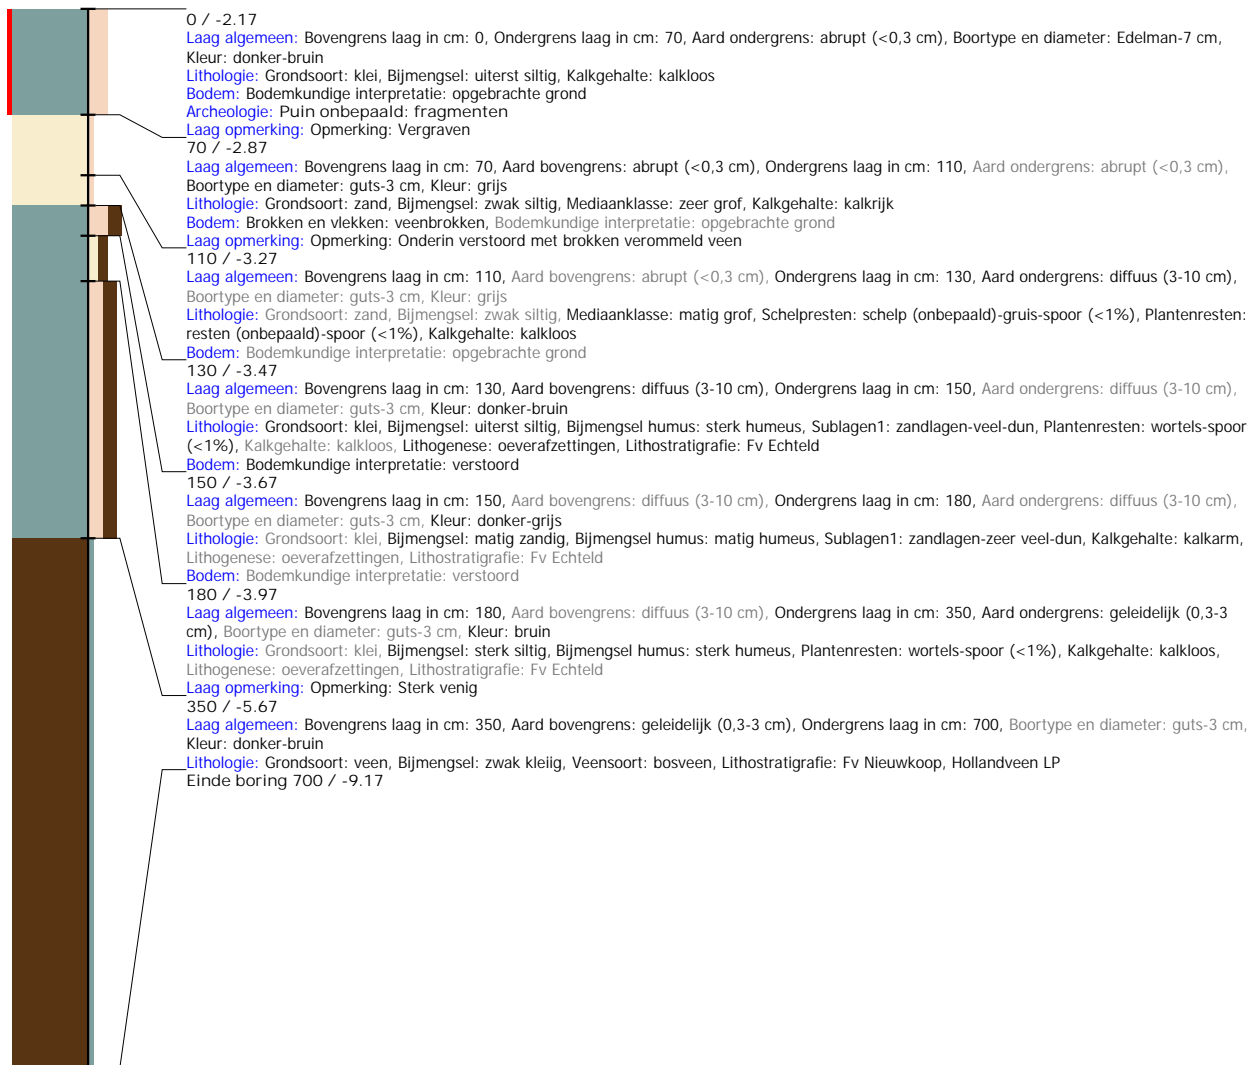 0 / -2.17
Laag algemeen: Bovengrens laag in cm: 0, Ondergrens laag in cm: 70, Aard ondergrens: abrupt (<0,3 cm), Boortype en diameter: Edelman-7 cm,
Kleur: donker-bruin
Lithologie: Grondsoort: klei, Bijmengsel: uiterst siltig, Kalkgehalte: kalkloos
Bodem: Bodemkundige interpretatie: opgebrachte grond
Archeologie: Puin onbepaald: fragmenten
Laag opmerking: Opmerking: Vergraven
70 / -2.87
Laag algemeen: Bovengrens laag in cm: 70, Aard bovengrens: abrupt (<0,3 cm), Ondergrens laag in cm: 110, Aard ondergrens: abrupt (<0,3 cm),
Boortype en diameter: guts-3 cm, Kleur: grijs
Lithologie: Grondsoort: zand, Bijmengsel: zwak siltig, Mediaanklasse: zeer grof, Kalkgehalte: kalkrijk
Bodem: Brokken en vlekken: veenbrokken, Bodemkundige interpretatie: opgebrachte grond
Laag opmerking: Opmerking: Onderin verstoord met brokken verommeld veen
110 / -3.27
Laag algemeen: Bovengrens laag in cm: 110, Aard bovengrens: abrupt (<0,3 cm), Ondergrens laag in cm: 130, Aard ondergrens: diffuus (3-10 cm),
Boortype en diameter: guts-3 cm, Kleur: grijs
Lithologie: Grondsoort: zand, Bijmengsel: zwak siltig, Mediaanklasse: matig grof, Schelpresten: schelp (onbepaald)-gruis-spoor (<1%), Plantenresten:
resten (onbepaald)-spoor (<1%), Kalkgehalte: kalkloos
Bodem: Bodemkundige interpretatie: opgebrachte grond
130 / -3.47
Laag algemeen: Bovengrens laag in cm: 130, Aard bovengrens: diffuus (3-10 cm), Ondergrens laag in cm: 150, Aard ondergrens: diffuus (3-10 cm),
Boortype en diameter: guts-3 cm, Kleur: donker-bruin
Lithologie: Grondsoort: klei, Bijmengsel: uiterst siltig, Bijmengsel humus: sterk humeus, Sublagen1: zandlagen-veel-dun, Plantenresten: wortels-spoor
(<1%), Kalkgehalte: kalkloos, Lithogenese: oeverafzettingen, Lithostratigrafie: Fv Echteld
Bodem: Bodemkundige interpretatie: verstoord
150 / -3.67
Laag algemeen: Bovengrens laag in cm: 150, Aard bovengrens: diffuus (3-10 cm), Ondergrens laag in cm: 180, Aard ondergrens: diffuus (3-10 cm),
Boortype en diameter: guts-3 cm, Kleur: donker-grijs
Lithologie: Grondsoort: klei, Bijmengsel: matig zandig, Bijmengsel humus: matig humeus, Sublagen1: zandlagen-zeer veel-dun, Kalkgehalte: kalkarm,
Lithogenese: oeverafzettingen, Lithostratigrafie: Fv Echteld
Bodem: Bodemkundige interpretatie: verstoord
180 / -3.97
Laag algemeen: Bovengrens laag in cm: 180, Aard bovengrens: diffuus (3-10 cm), Ondergrens laag in cm: 350, Aard ondergrens: geleidelijk (0,3-3
cm), Boortype en diameter: guts-3 cm, Kleur: bruin
Lithologie: Grondsoort: klei, Bijmengsel: sterk siltig, Bijmengsel humus: sterk humeus, Plantenresten: wortels-spoor (<1%), Kalkgehalte: kalkloos,
Lithogenese: oeverafzettingen, Lithostratigrafie: Fv Echteld
Laag opmerking: Opmerking: Sterk venig
350 / -5.67
Laag algemeen: Bovengrens laag in cm: 350, Aard bovengrens: geleidelijk (0,3-3 cm), Ondergrens laag in cm: 700, Boortype en diameter: guts-3 cm,
Kleur: donker-bruin
Lithologie: Grondsoort: veen, Bijmengsel: zwak kleiig, Veensoort: bosveen, Lithostratigrafie: Fv Nieuwkoop, Hollandveen LP
Einde boring 700 / -9.17